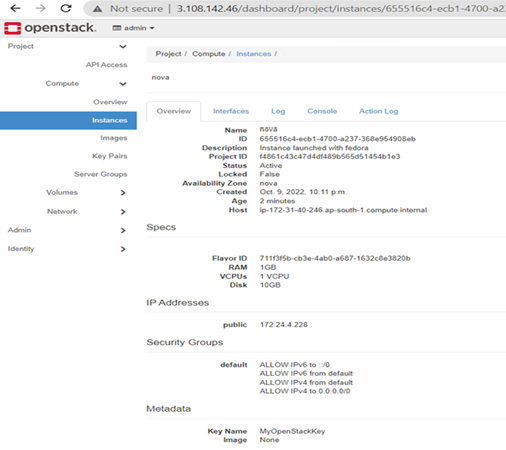 Not secure | 3.108.142.46/dashboard/project/instances/655516c4-ecb1-4700-a2
openstack. admin
Project
API Access
Compute
Overview
Instances
Images
Key Pairs
Server Groups
Volumes
Network
Admin
Identity
Project / Compute / Instances /
nova
Overview Interfaces Log Console Action Log
Name nova
ID 655516c4-ecb1-4700-a237-368e954908eb
Description Instance launched with fedora
Project ID f4861c43c47d4df489b565d51454b1e3
Status Active
Locked False
Availability Zone nova
Created Oct. 9, 2022, 10:11 p.m.
Age 2 minutes
Host ip-172-31-40-246.ap-south-1.compute.internal
Specs
Flavor ID 711f3f5b-cb3e-4ab0-a687-1632c8e3820b
RAM 1GB
VCPUs 1 VCPU
Disk 10GB
IP Addresses
public 172.24.4.228
Security Groups
default ALLOW IPv6 to ::/0
ALLOW IPv6 from default
ALLOW IPv4 from default
ALLOW IPv4 to 0.0.0.0/0
Metadata
Key Name MyOpenStackKey
Image None